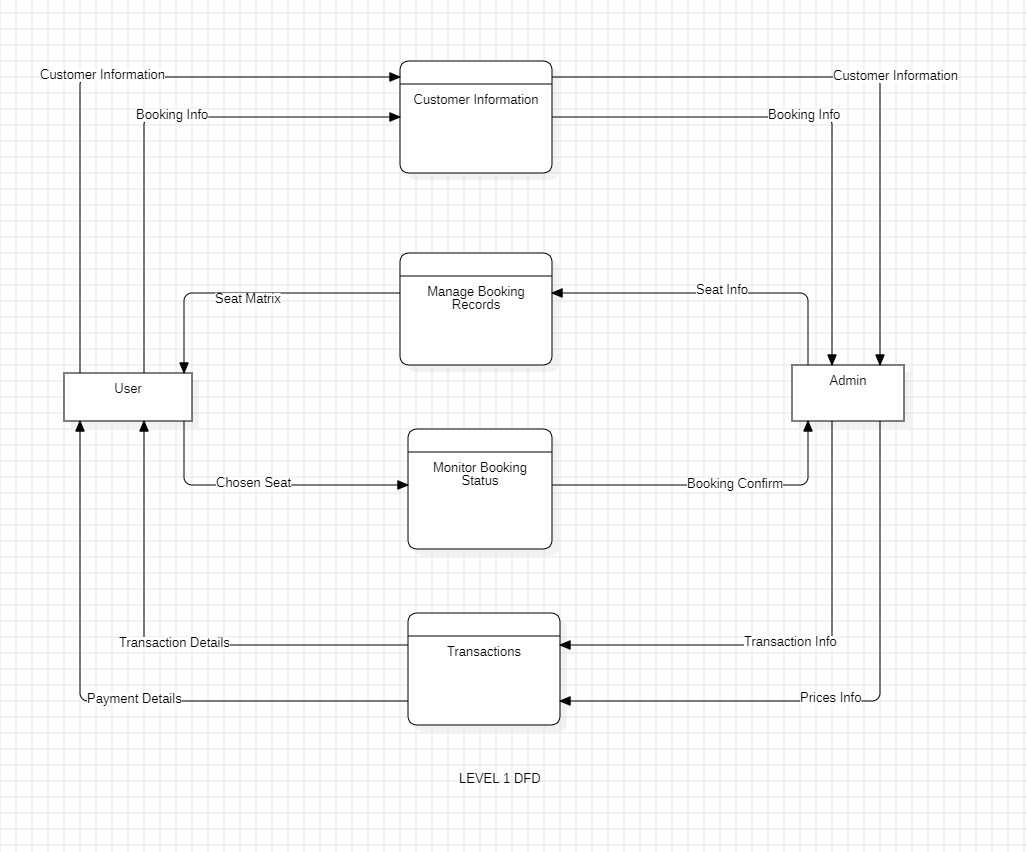 Customer Information
Customer Information
Customer Information
Booking Info
Booking Info
Manage Booking
Records
Seat Matrix
Seat Info
User
Admin
Monitor Booking
Status
Chosen Seat
Booking Confirm
Transaction Details
Transactions
Transaction Info
Payment Details
Prices Info
LEVEL 1 DFD